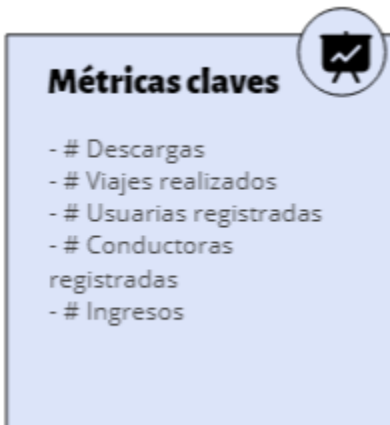 Métricas claves
- # Descargas
- # Viajes realizados
- # Usuarias registradas
- # Conductoras
registradas
- # Ingresos